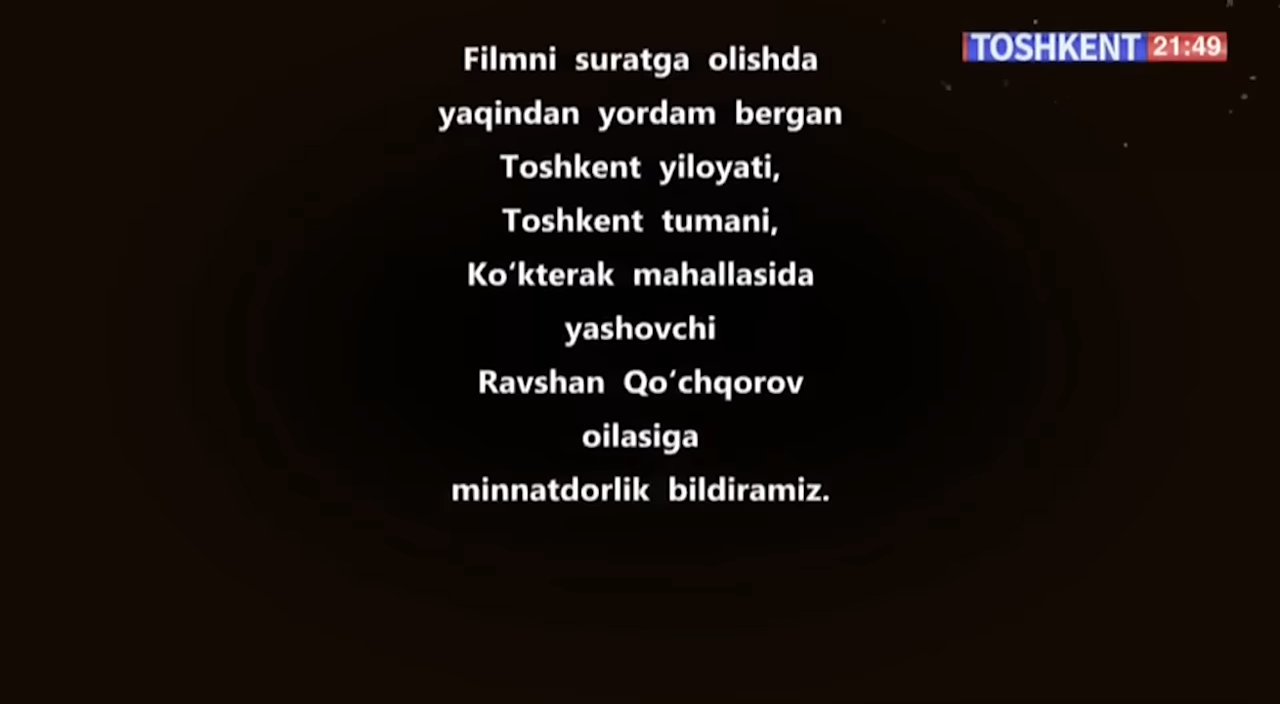 TOSHKENT 21:49
Filmni suratga olishda
yaqindan yordam bergan
Toshkent yiloyati,
Toshkent tumani,
Ko‘kterak mahallasida
yashovchi
Ravshan Qo‘chqorov
oilasiga
minnatdorlik bildiramiz.